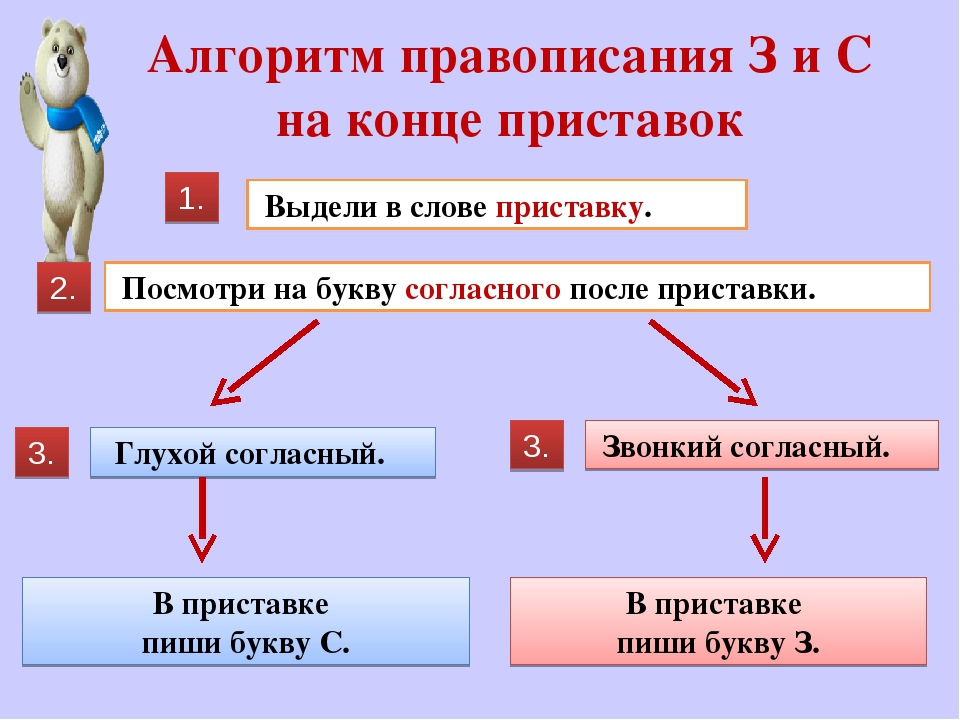 Алгоритм правописания З и С
на конце приставок
1.
Выдели в слове приставку.
2.
Посмотри на букву согласного после приставки.
3.
Глухой согласный.
3.
Звонкий согласный.
В приставке
пиши букву С.
В приставке
пиши букву З.